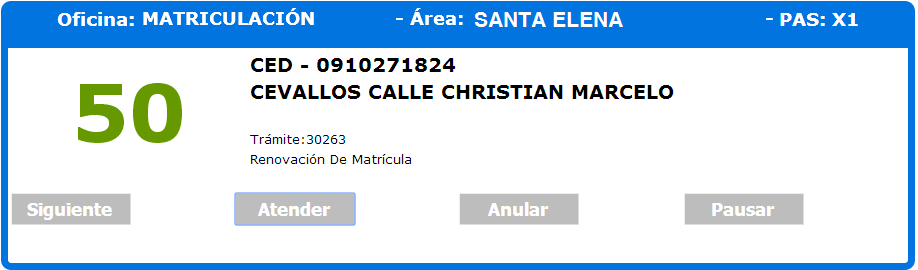 Oficina: MATRICULACIÓN - Área: SANTA ELENA - PAS: X1
50
CED - 0910271824
CEVALLOS CALLE CHRISTIAN MARCELO
Trámite:30263
Renovación De Matrícula
Siguiente Atender Anular Pausar